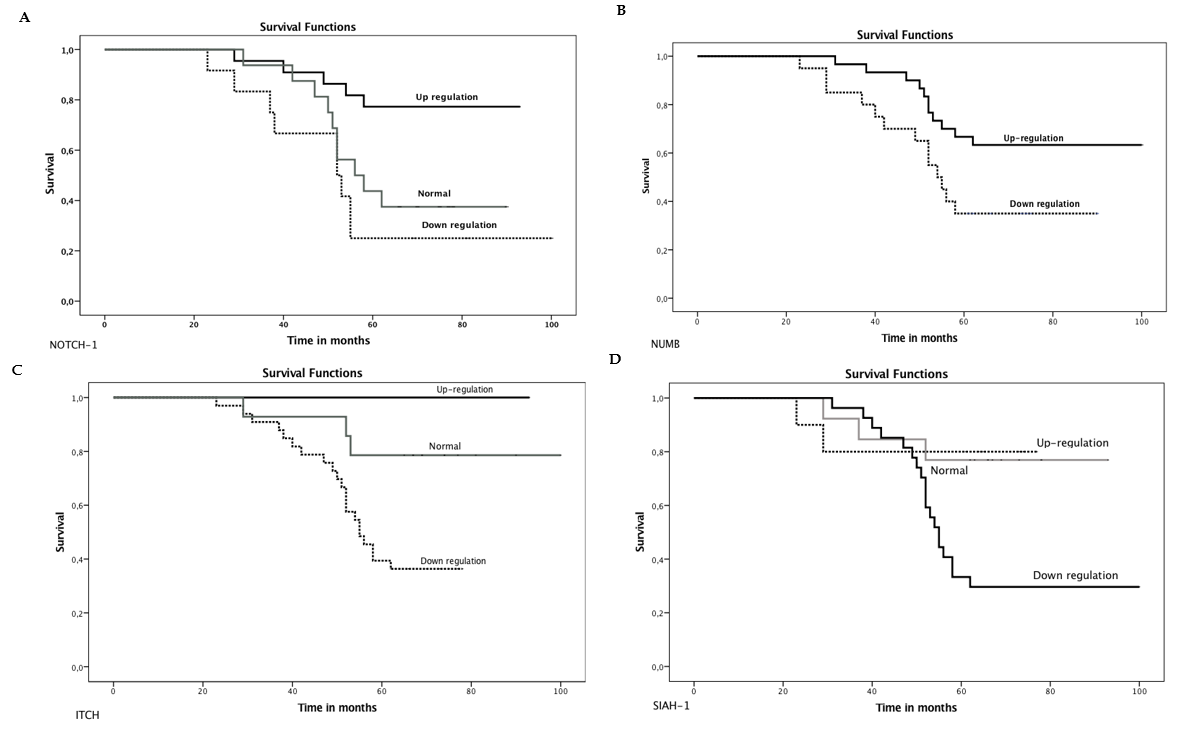 A
Survival Functions
1,0
0,8
0,6
0,4
0,2
0,0
Survival
Up regulation
Normal
Down regulation
0 20 40 60 80 100
Time in months
NOTCH-1
B
Survival Functions
1,0
0,8
0,6
0,4
0,2
0,0
Survival
Up-regulation
Down regulation
0 20 40 60 80 100
Time in months
NUMB
C
Survival Functions
1,0
0,8
0,6
0,4
0,2
0,0
Survival
Up-regulation
Normal
Down regulation
0 20 40 60 80 100
Time in months
ITCH
D
Survival Functions
1,0
0,8
0,6
0,4
0,2
0,0
Survival
Up-regulation
Normal
Down regulation
0 20 40 60 80 100
Time in months
SIAH-1